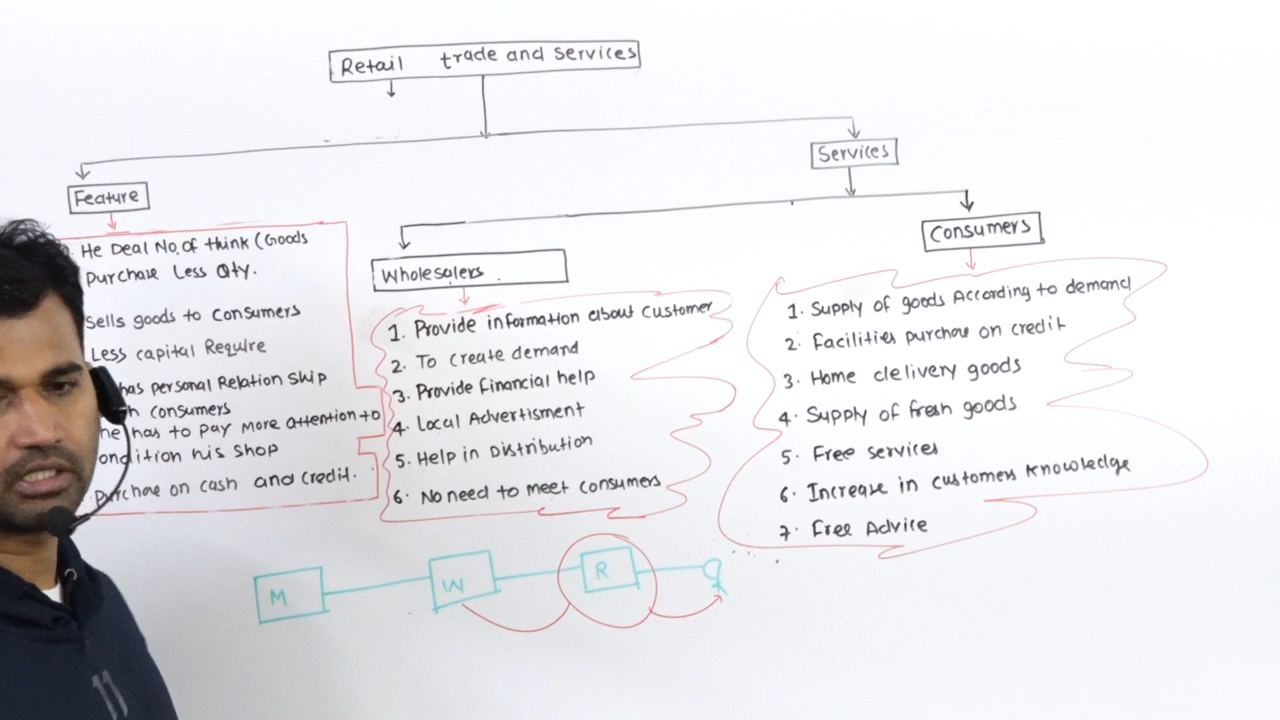 Retail trade and services
Services
Feature
Consumers
Wholesalers
He Deal No. of think (Goods
Purchase Less Qty.
Sells goods to Consumers
Less capital Require
has personal Relation ship
consumers
he has to pay more attention to
ondition his shop
Purchase on cash and credit.
1. Provide information about Customer
2. To create demand
3. Provide financial help
4. Local Advertisment
5. Help in Distribution
6. No need to meet consumers
1. Supply of goods According to demand
2. Facilities purchase on credit
3. Home delivery goods
4. Supply of fresh goods
5. Free services
6. Increase in customers knowledge
7. Free Advice
M W R
11